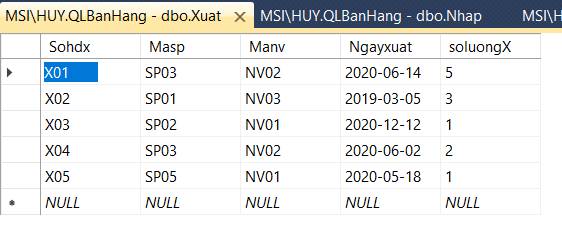 MSI\HUY.QLBanHang - dbo.Xuat MSI\HUY.QLBanHang - dbo.Nhap MSI\H
Sohdx Masp Manv Ngayxuat soluongX
X01 SP03 NV02 2020-06-14 5
X02 SP01 NV03 2019-03-05 3
X03 SP02 NV01 2020-12-12 1
X04 SP03 NV02 2020-06-02 2
X05 SP05 NV01 2020-05-18 1
NULL NULL NULL NULL NULL